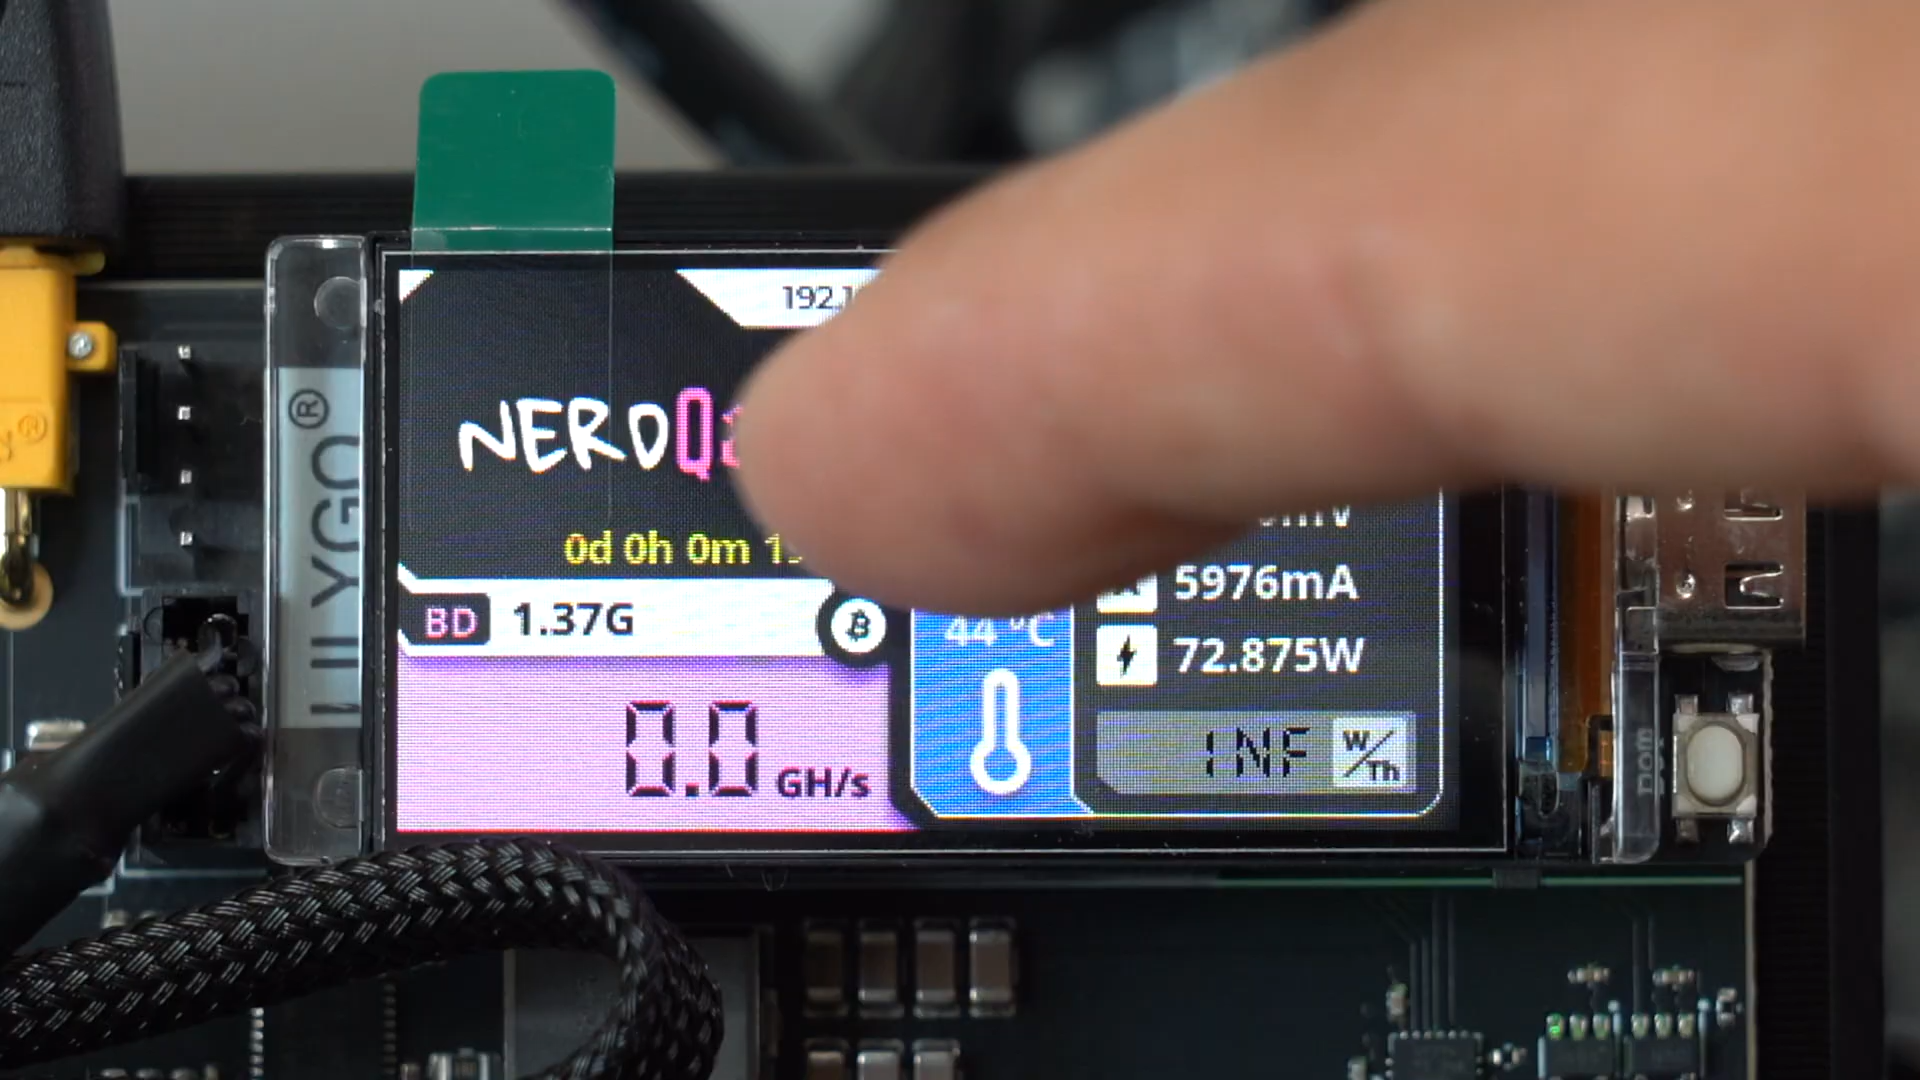 192.1
NERDQ
0d 0h 0m 1
BD 1.37G
0.0 GH/s
44 °C
5976mA
72.875W
INF W/Th
LILYGO®